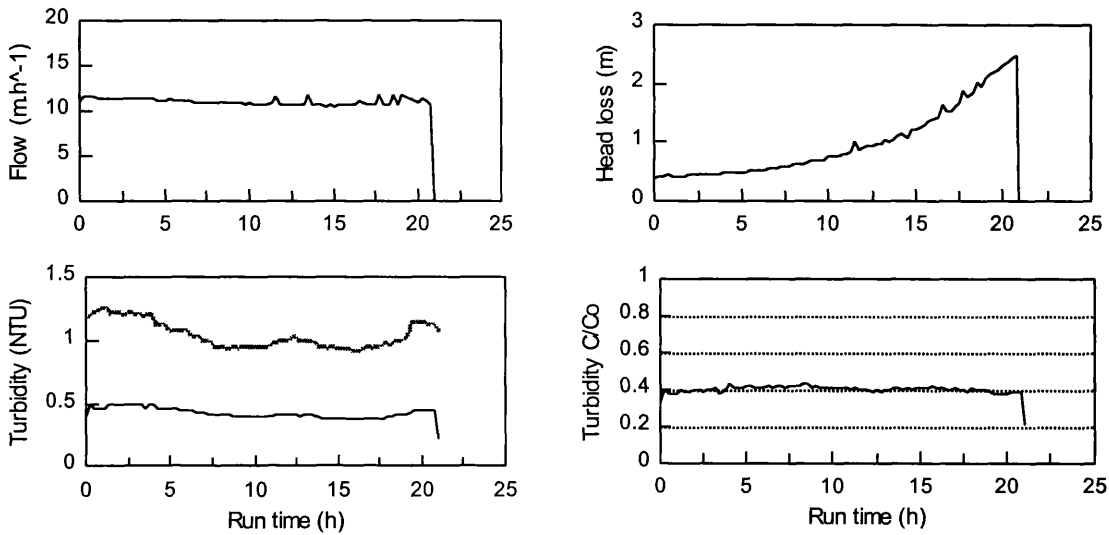 Flow (m.h^-1)
20
15
10
5
0
0 5 10 15 20 25
Head loss (m)
3
2
1
0
0 5 10 15 20 25
Turbidity (NTU)
1.5
1
0.5
0
0 5 10 15 20 25
Run time (h)
Turbidity C/Co
1
0.8
0.6
0.4
0.2
0
0 5 10 15 20 25
Run time (h)